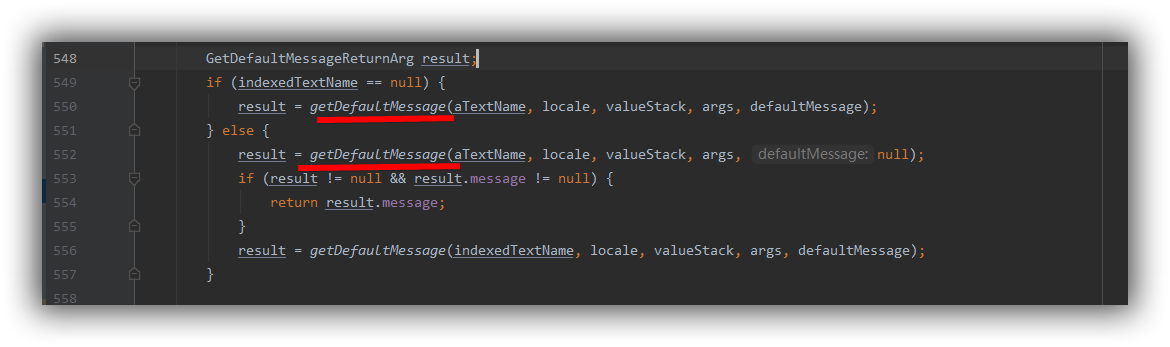 548 GetDefaultMessageReturnArg result;
549 if (indexedTextName == null) {
550 result = getDefaultMessage(aTextName, locale, valueStack, args, defaultMessage);
551 } else {
552 result = getDefaultMessage(aTextName, locale, valueStack, args, defaultMessage: null);
553 if (result != null && result.message != null) {
554 return result.message;
555 }
556 result = getDefaultMessage(indexedTextName, locale, valueStack, args, defaultMessage);
557 }
558